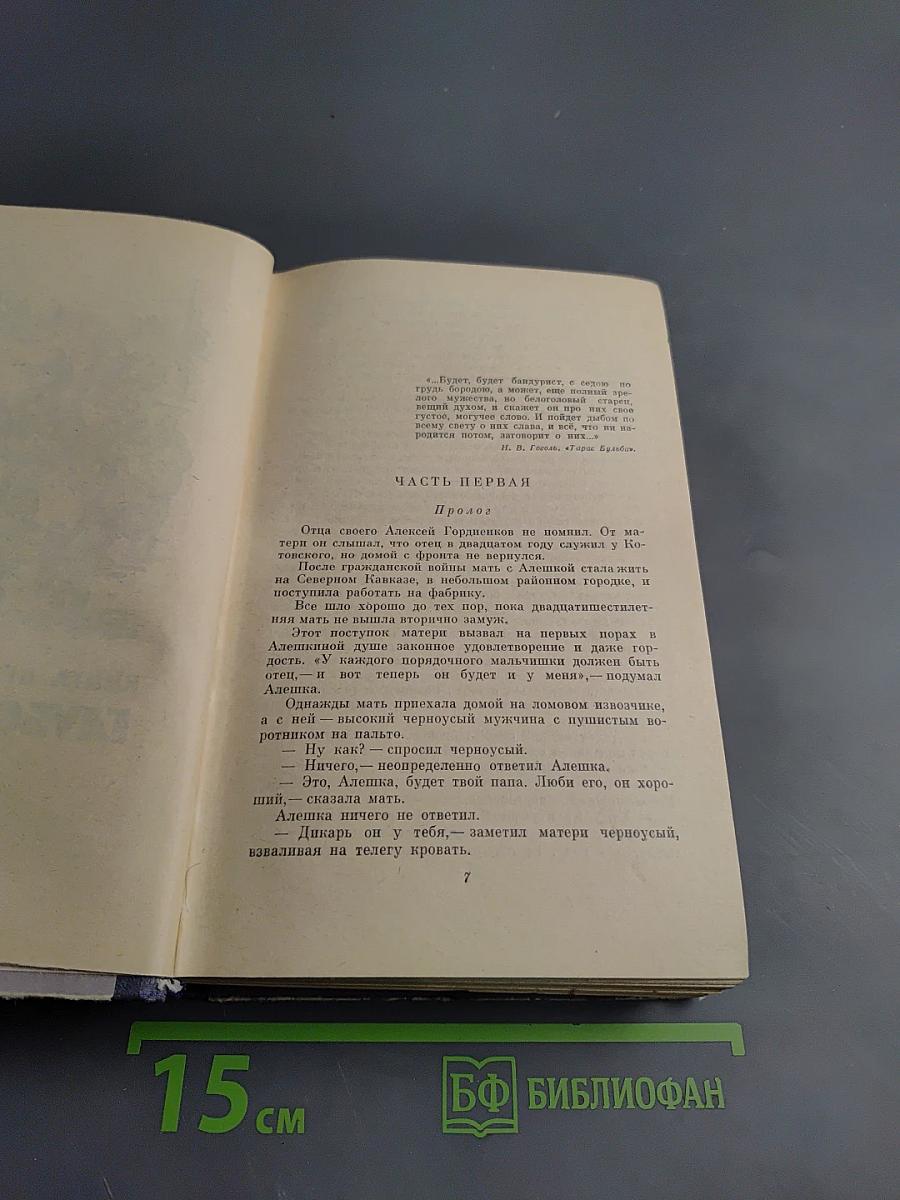 «...Будет, будет бандурист, с седою по
грудь бородою, а может, еще полный зре-
лого мужества, но белоголовый старец,
вещий духом, и скажет он про них свое
густое, могучее слово. И пойдет дыбом по
всему свету о них слава, и всё, что ни на-
родится потом, заговорит о них...»
Н. В. Гоголь, «Тарас Бульба».
ЧАСТЬ ПЕРВАЯ
Пролог
Отца своего Алексей Гордиенков не помнил. От ма-
тери он слышал, что отец в двадцатом году служил у Ко-
товского, но домой с фронта не вернулся.
После гражданской войны мать с Алешкой стала жить
на Северном Кавказе, в небольшом районном городке, и
поступила работать на фабрику.
Все шло хорошо до тех пор, пока двадцатишестилет-
няя мать не вышла вторично замуж.
Этот поступок матери вызвал на первых порах в
Алешкиной душе законное удовлетворение и даже гор-
дость. «У каждого порядочного мальчишки должен быть
отец,— и вот теперь он будет и у меня»,— подумал
Алешка.
Однажды мать приехала домой на ломовом извозчике,
а с ней — высокий черноусый мужчина с пушистым во-
ротником на пальто.
— Ну как? — спросил черноусый.
— Ничего,— неопределенно ответил Алешка.
— Это, Алешка, будет твой папа. Люби его, он хоро-
ший,— сказала мать.
Алешка ничего не ответил.
— Дикарь он у тебя,— заметил матери черноусый,
взваливая на телегу кровать.
7
15 см
БФ БИБЛИОФАН